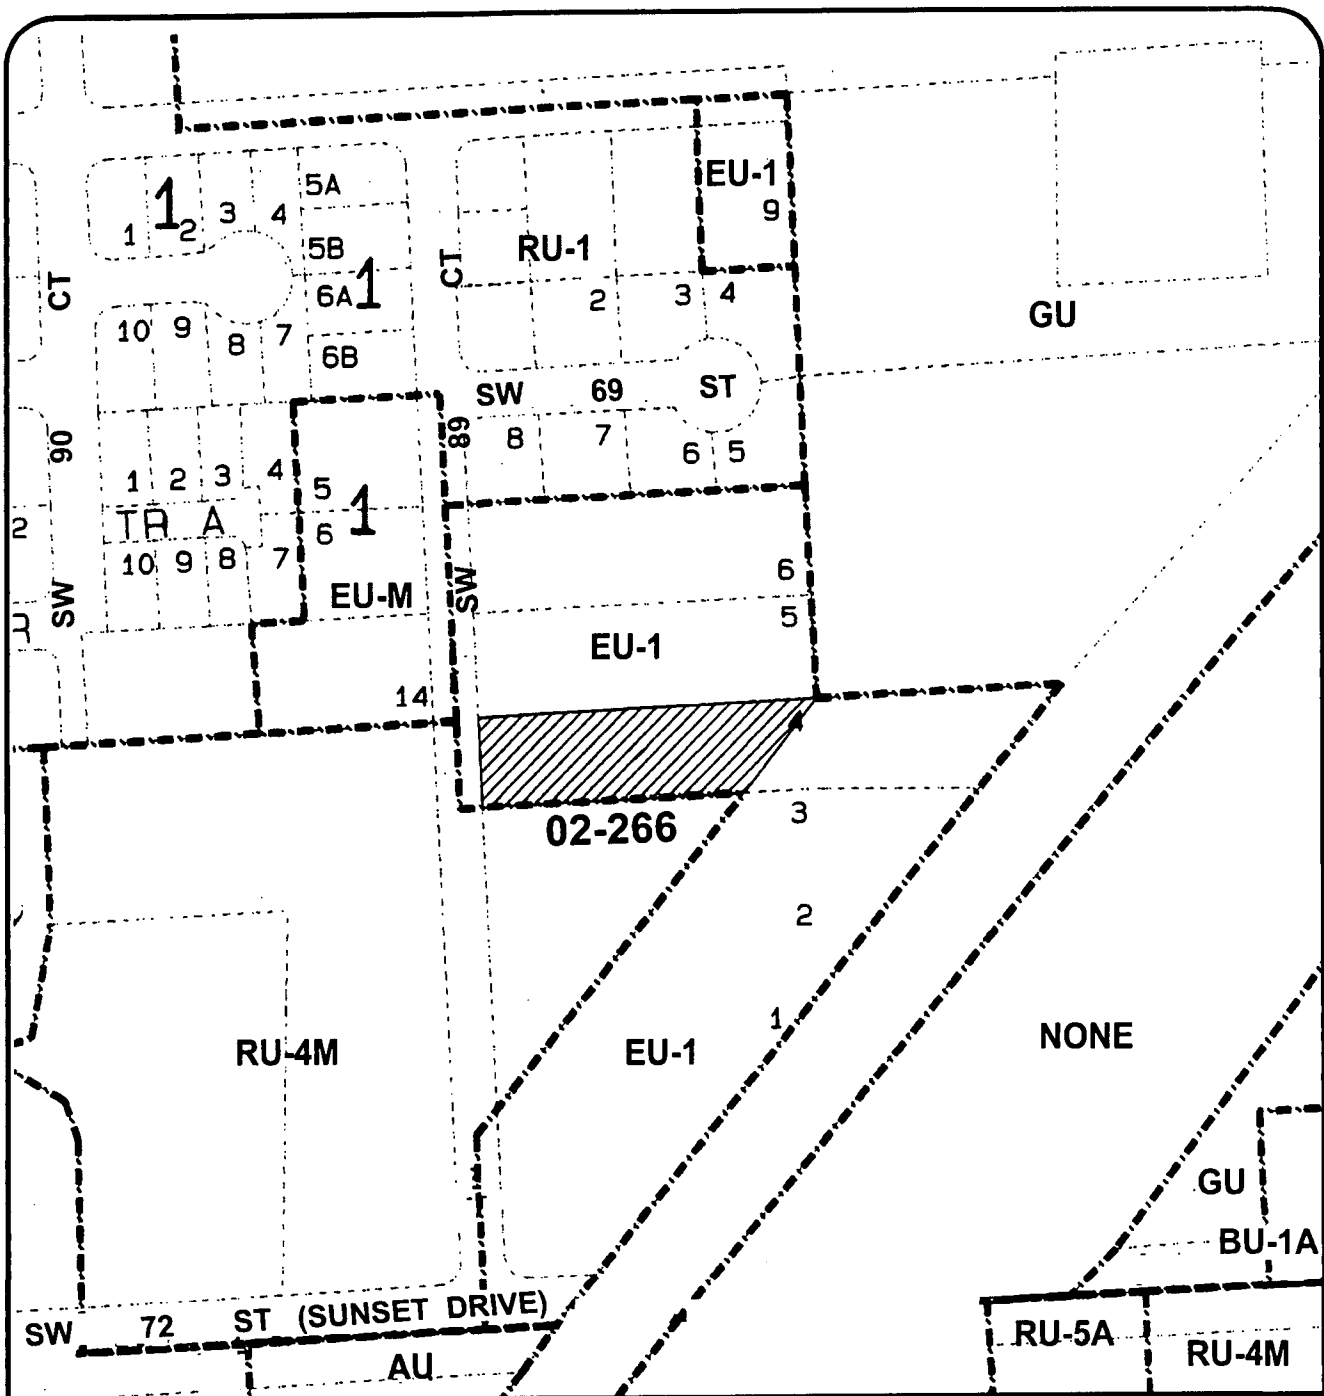 5A
EU-1
1
1
2
3
4
9
5B
RU-1
CT
CT
6A
1
2
3
4
GU
10
9
8
7
6B
SW
69
ST
90
89
8
7
6
5
1
2
3
4
5
1
2
TR A
6
6
10
9
8
7
EU-M
SW
SW
5
EU-1
14
02-266
3
2
1
RU-4M
EU-1
NONE
GU
BU-1A
SW
72
ST (SUNSET DRIVE)
RU-5A
RU-4M
AU